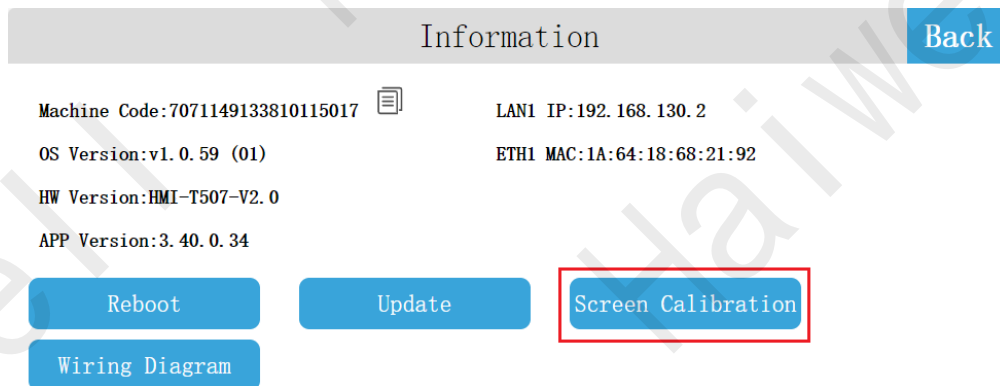 Information
Back
Machine Code:7071149133810115017
LAN1 IP:192.168.130.2
OS Version:v1.0.59 (01)
ETH1 MAC:1A:64:18:68:21:92
HW Version:HMI-T507-V2.0
APP Version:3.40.0.34
Reboot
Update
Screen Calibration
Wiring Diagram